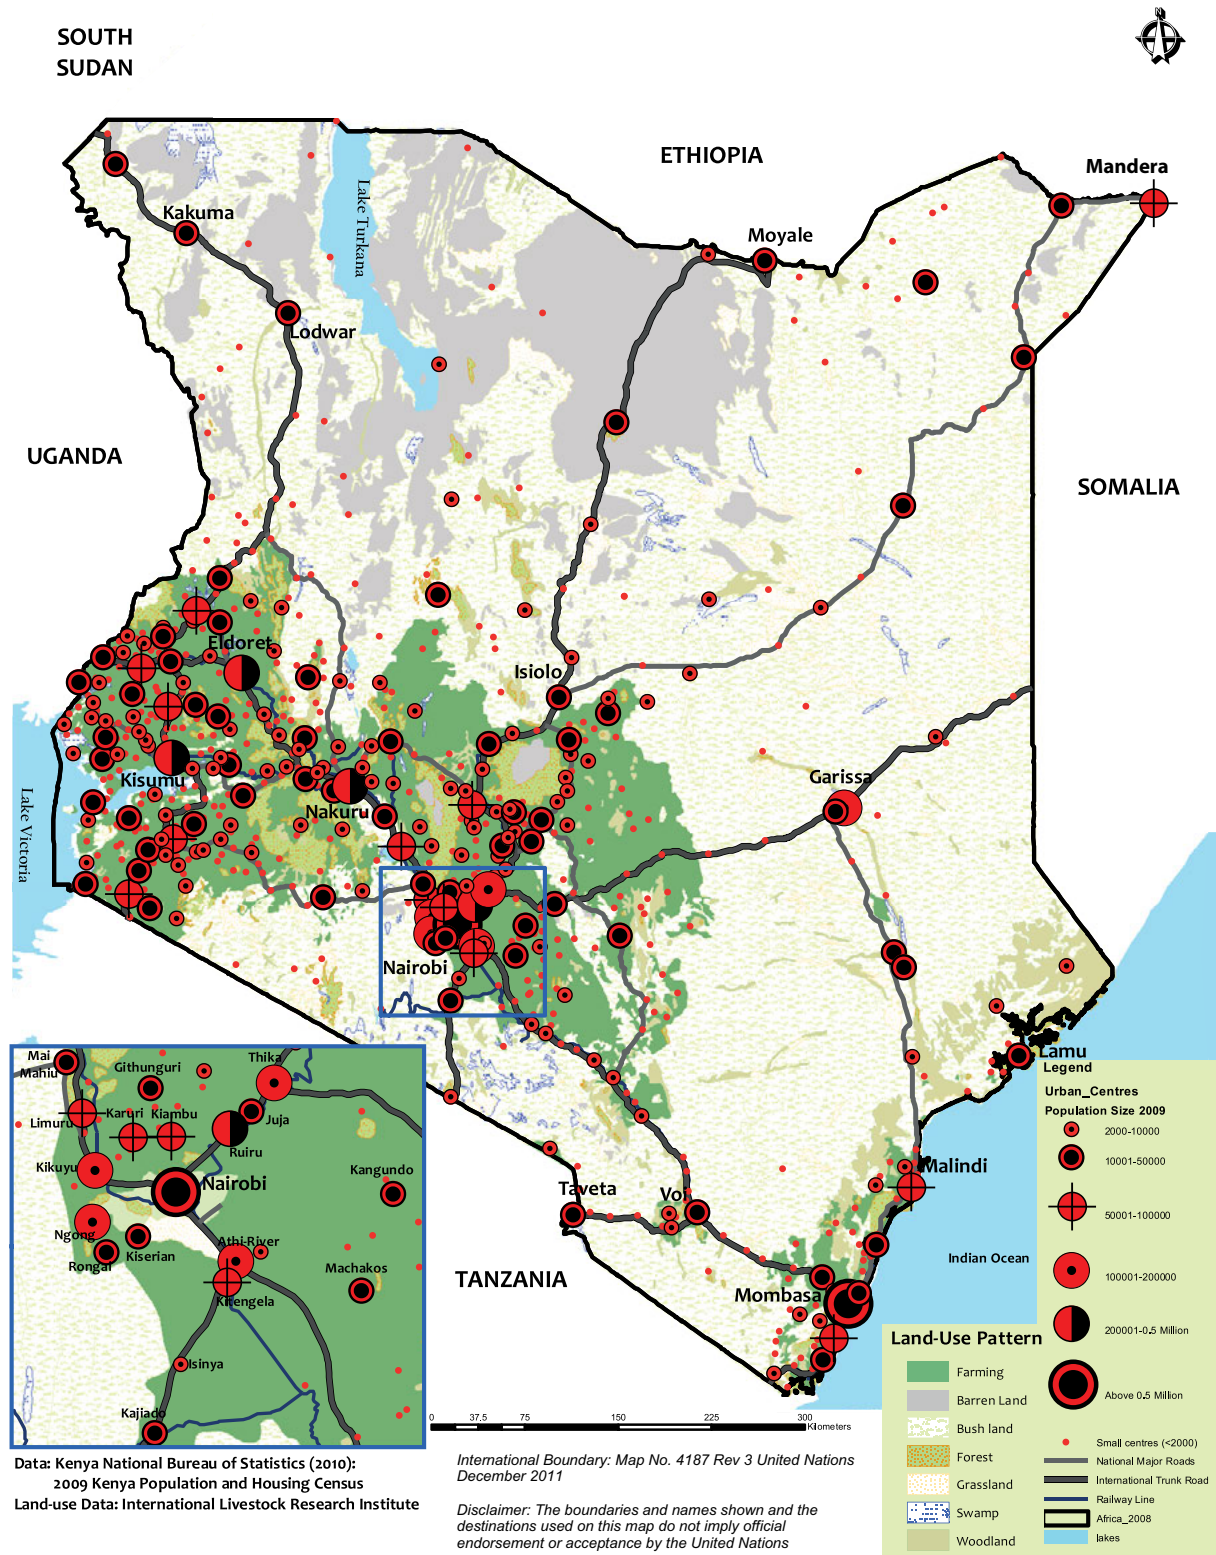 SOUTH
SUDAN
ETHIOPIA
Mandera
Kakuma
Lake Turkana
Moyale
Lodwar
UGANDA
SOMALIA
Eldoret
Isiolo
Kisumu
Nakuru
Garissa
Lake Victoria
Nairobi
Lamu
Malindi
Taveta
Voi
Indian Ocean
TANZANIA
Mombasa
Mai
Mahiu
Githunguri
Thika
Limuru
Karuri
Kiambu
Juja
Ruiru
Kikuyu
Nairobi
Kangundo
Ngong
Rongai
Kiserian
Athi-River
Machakos
Kitengela
Isinya
Kajiado
Legend
Urban_Centres
Population Size 2009
2000-10000
10001-50000
50001-100000
100001-200000
200001-0.5 Million
Above 0.5 Million
Small centres (<2000)
National Major Roads
International Trunk Road
Railway Line
Africa_2008
lakes
Land-Use Pattern
Farming
Barren Land
Bush land
Forest
Grassland
Swamp
Woodland
0 37.5 75 150 225 300
Kilometers
Data: Kenya National Bureau of Statistics (2010):
2009 Kenya Population and Housing Census
Land-use Data: International Livestock Research Institute
International Boundary: Map No. 4187 Rev 3 United Nations
December 2011
Disclaimer: The boundaries and names shown and the
destinations used on this map do not imply official
endorsement or acceptance by the United Nations